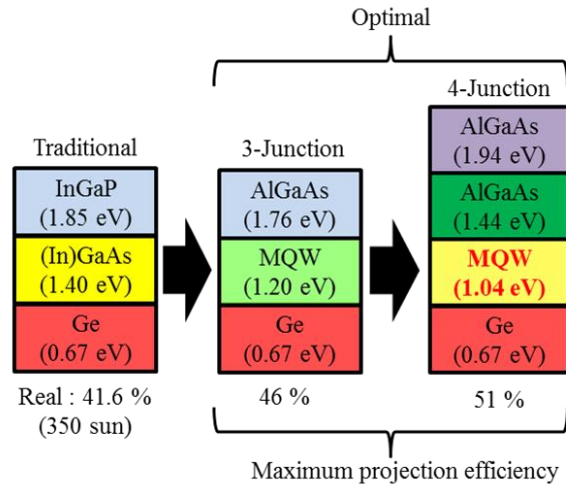 Optimal
Traditional
InGaP
(1.85 eV)
(In)GaAs
(1.40 eV)
Ge
(0.67 eV)
Real : 41.6 %
(350 sun)
3-Junction
AlGaAs
(1.76 eV)
MQW
(1.20 eV)
Ge
(0.67 eV)
46 %
4-Junction
AlGaAs
(1.94 eV)
AlGaAs
(1.44 eV)
MQW
(1.04 eV)
Ge
(0.67 eV)
51 %
Maximum projection efficiency